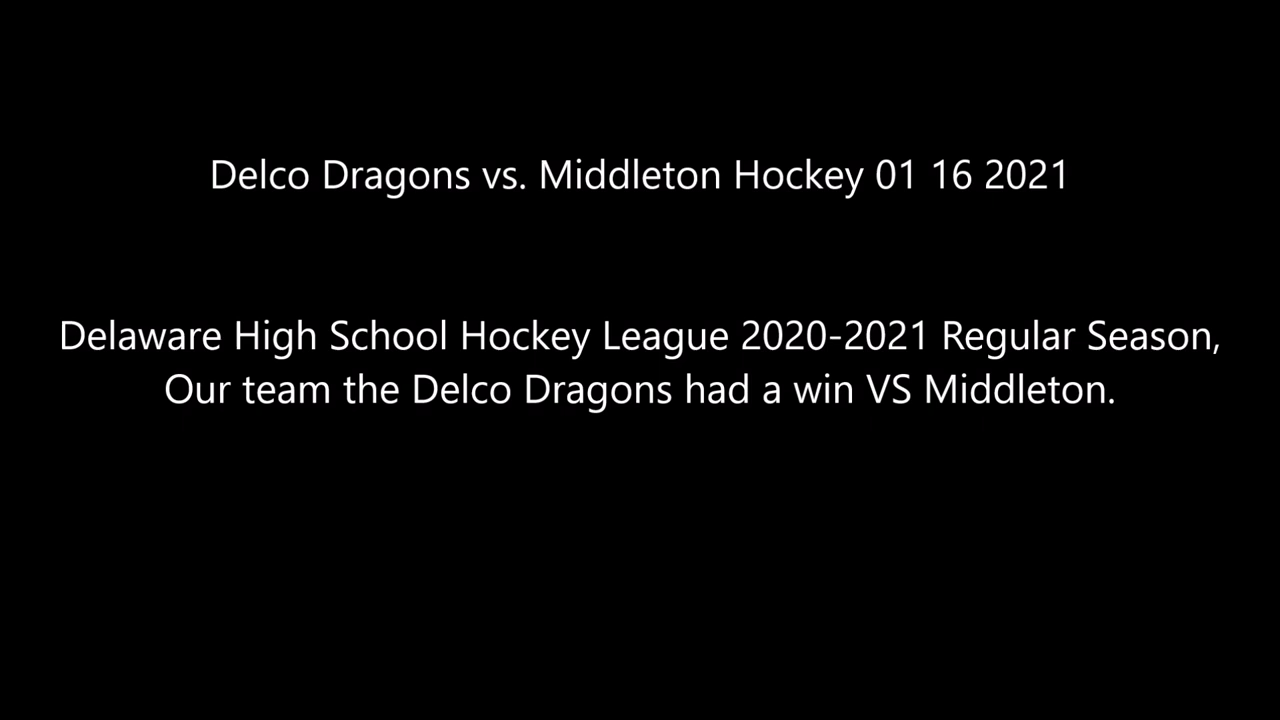 Delco Dragons vs. Middleton Hockey 01 16 2021
Delaware High School Hockey League 2020-2021 Regular Season,
Our team the Delco Dragons had a win VS Middleton.